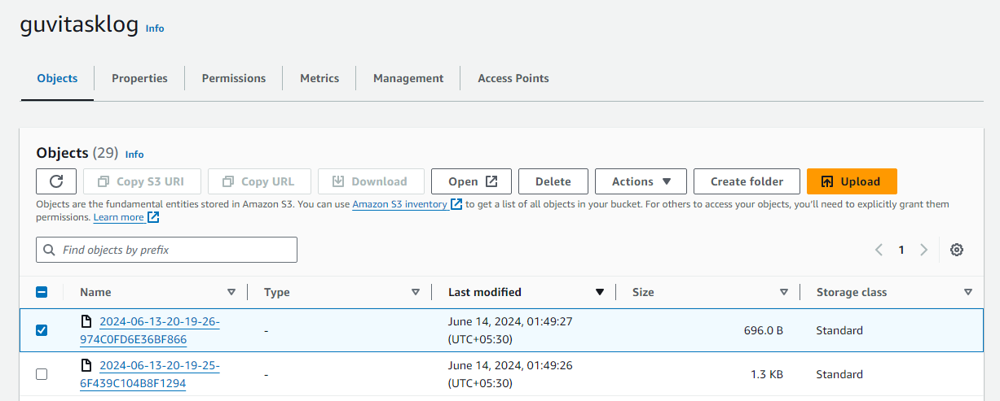 guvitasklog Info
Objects Properties Permissions Metrics Management Access Points
Objects (29) Info
Copy S3 URI Copy URL Download Open Delete Actions Create folder Upload
Objects are the fundamental entities stored in Amazon S3. You can use Amazon S3 inventory to get a list of all objects in your bucket. For others to access your objects, you’ll need to explicitly grant them
permissions. Learn more
Find objects by prefix 1
Name Type Last modified Size Storage class
2024-06-13-20-19-26- June 14, 2024, 01:49:27
974C0FD6E36BF866 - (UTC+05:30) 696.0 B Standard
2024-06-13-20-19-25- June 14, 2024, 01:49:26
6F439C104B8F1294 - (UTC+05:30) 1.3 KB Standard